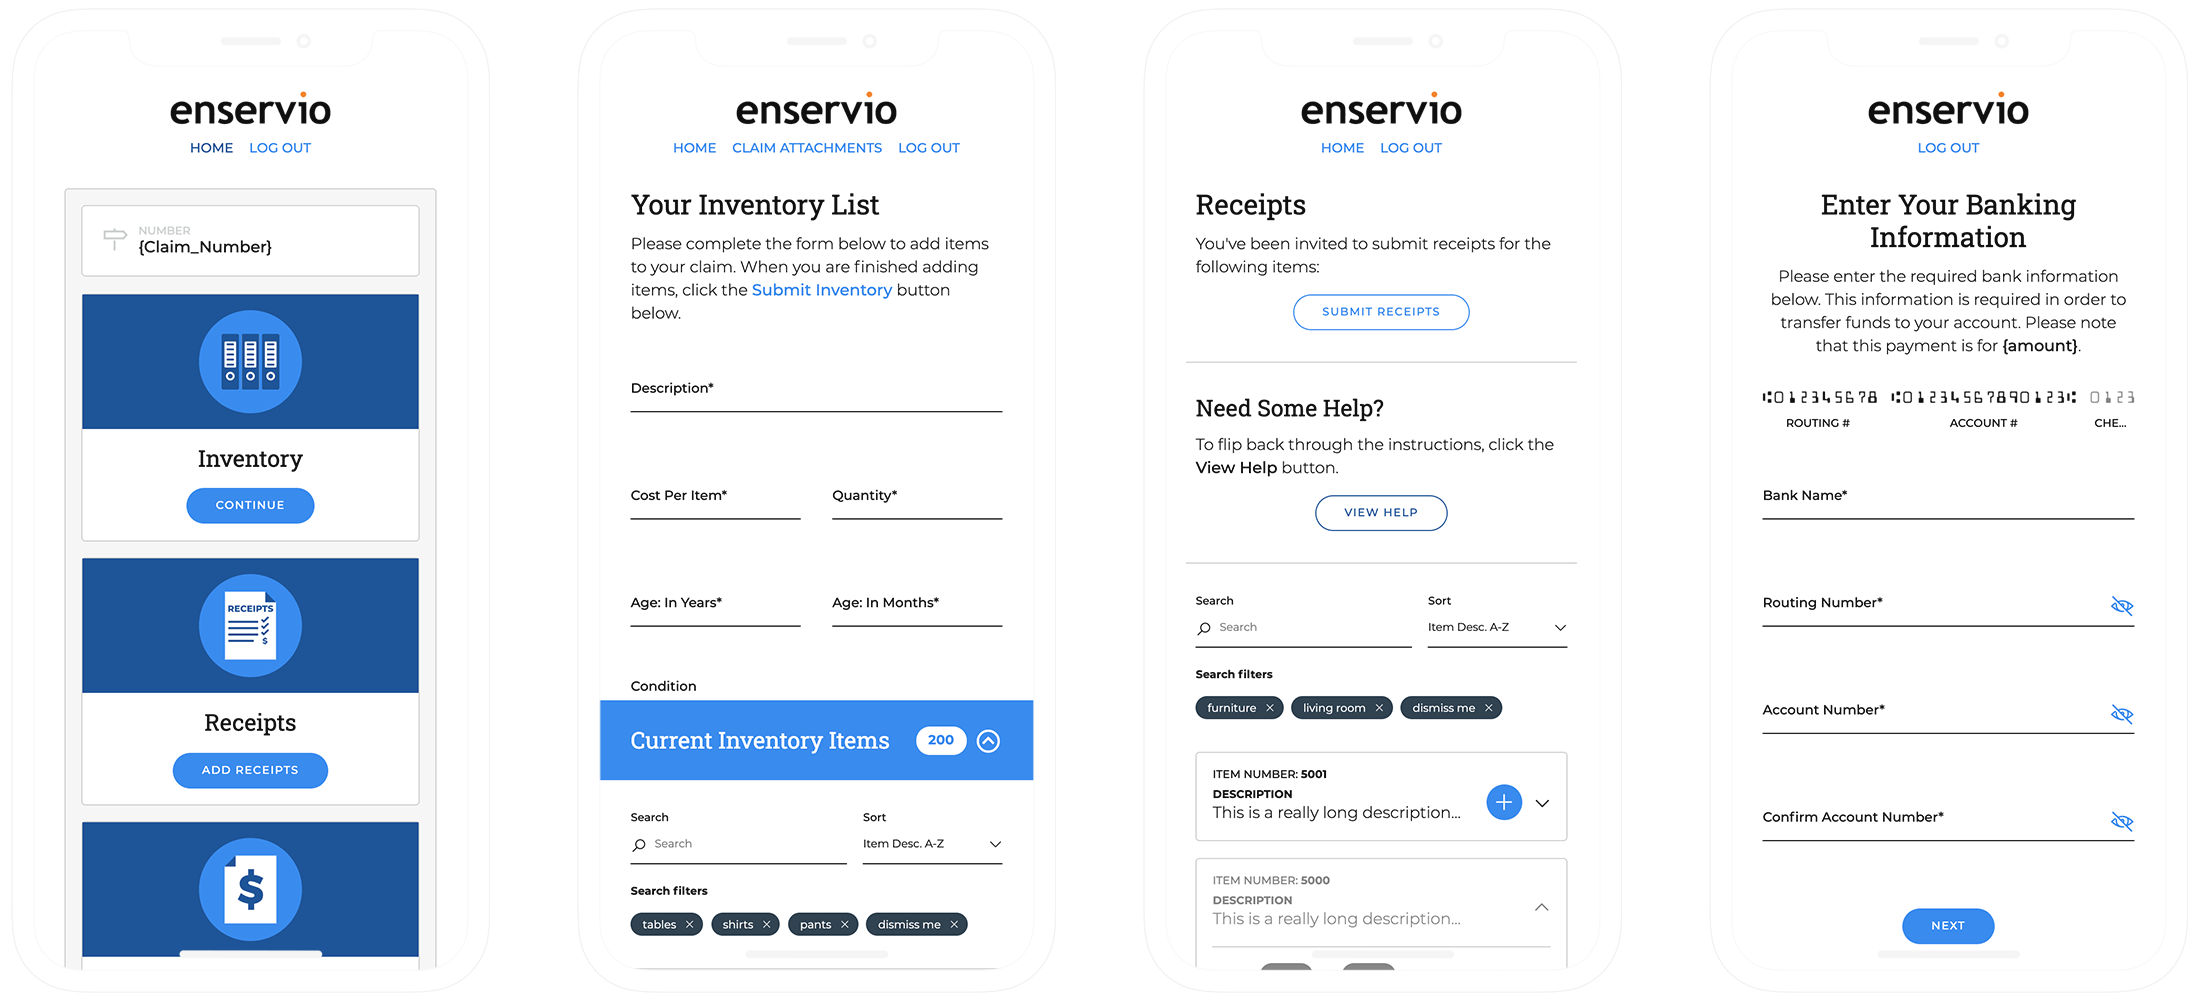 enservio
HOME LOG OUT
NUMBER
{Claim_Number}
Inventory
CONTINUE
RECEIPTS
$
Receipts
ADD RECEIPTS
$
enservio
HOME CLAIM ATTACHMENTS LOG OUT
Your Inventory List
Please complete the form below to add items
to your claim. When you are finished adding
items, click the Submit Inventory button
below.
Description*
Cost Per Item* Quantity*
Age: In Years* Age: In Months*
Condition
Current Inventory Items 200
Search Sort
Search Item Desc. A-Z
Search filters
tables × shirts × pants × dismiss me ×
enservio
HOME LOG OUT
Receipts
You've been invited to submit receipts for the
following items:
SUBMIT RECEIPTS
Need Some Help?
To flip back through the instructions, click the
View Help button.
VIEW HELP
Search Sort
Search Item Desc. A-Z
Search filters
furniture × living room × dismiss me ×
ITEM NUMBER: 5001
DESCRIPTION
This is a really long description...
ITEM NUMBER: 5000
DESCRIPTION
This is a really long description...
enservio
LOG OUT
Enter Your Banking
Information
Please enter the required bank information
below. This information is required in order to
transfer funds to your account. Please note
that this payment is for {amount}.
⑆012345678 ⑆01234567890123⑆ 0123
ROUTING # ACCOUNT # CHE...
Bank Name*
Routing Number*
Account Number*
Confirm Account Number*
NEXT